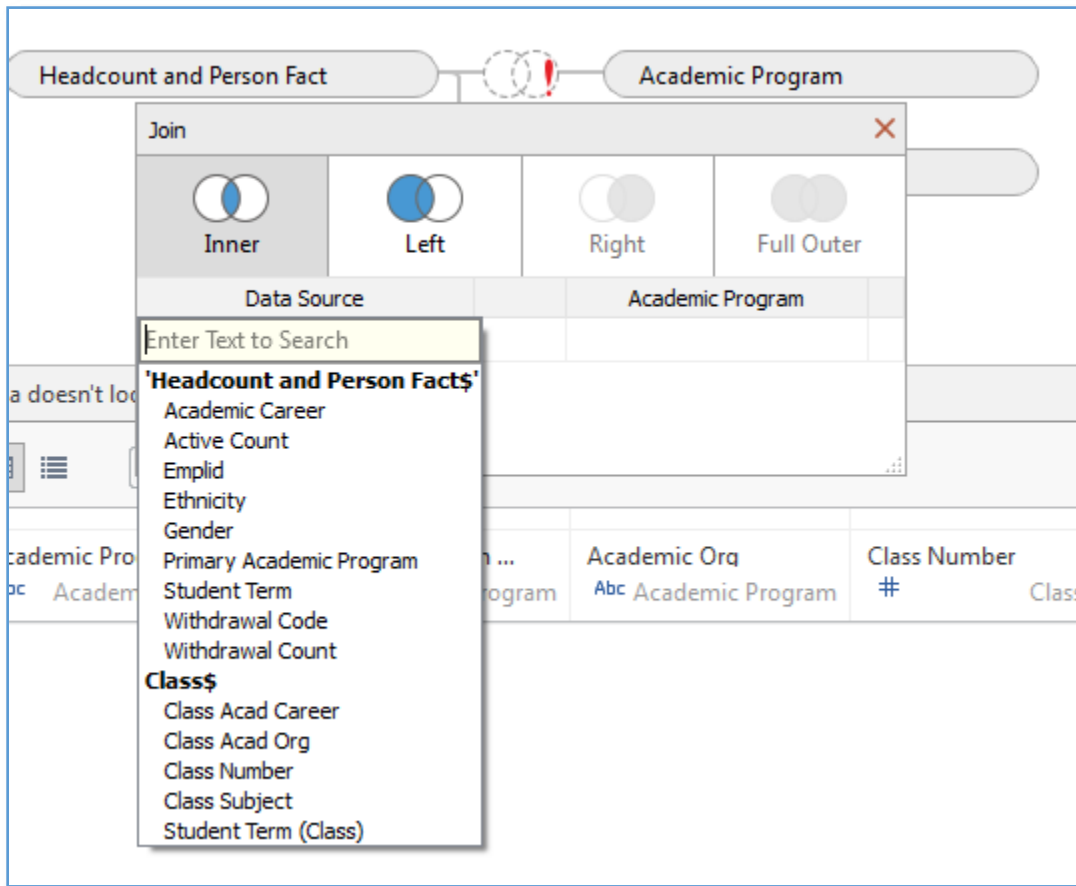 Headcount and Person Fact
Academic Program
Join
Inner
Left
Right
Full Outer
Data Source
Academic Program
Enter Text to Search
'Headcount and Person Fact$'
Academic Career
Active Count
Emplid
Ethnicity
Gender
Primary Academic Program
Student Term
Withdrawal Code
Withdrawal Count
Class$
Class Acad Career
Class Acad Org
Class Number
Class Subject
Student Term (Class)
a doesn't
Academic Org
Abc Academic Program
Class Number
#